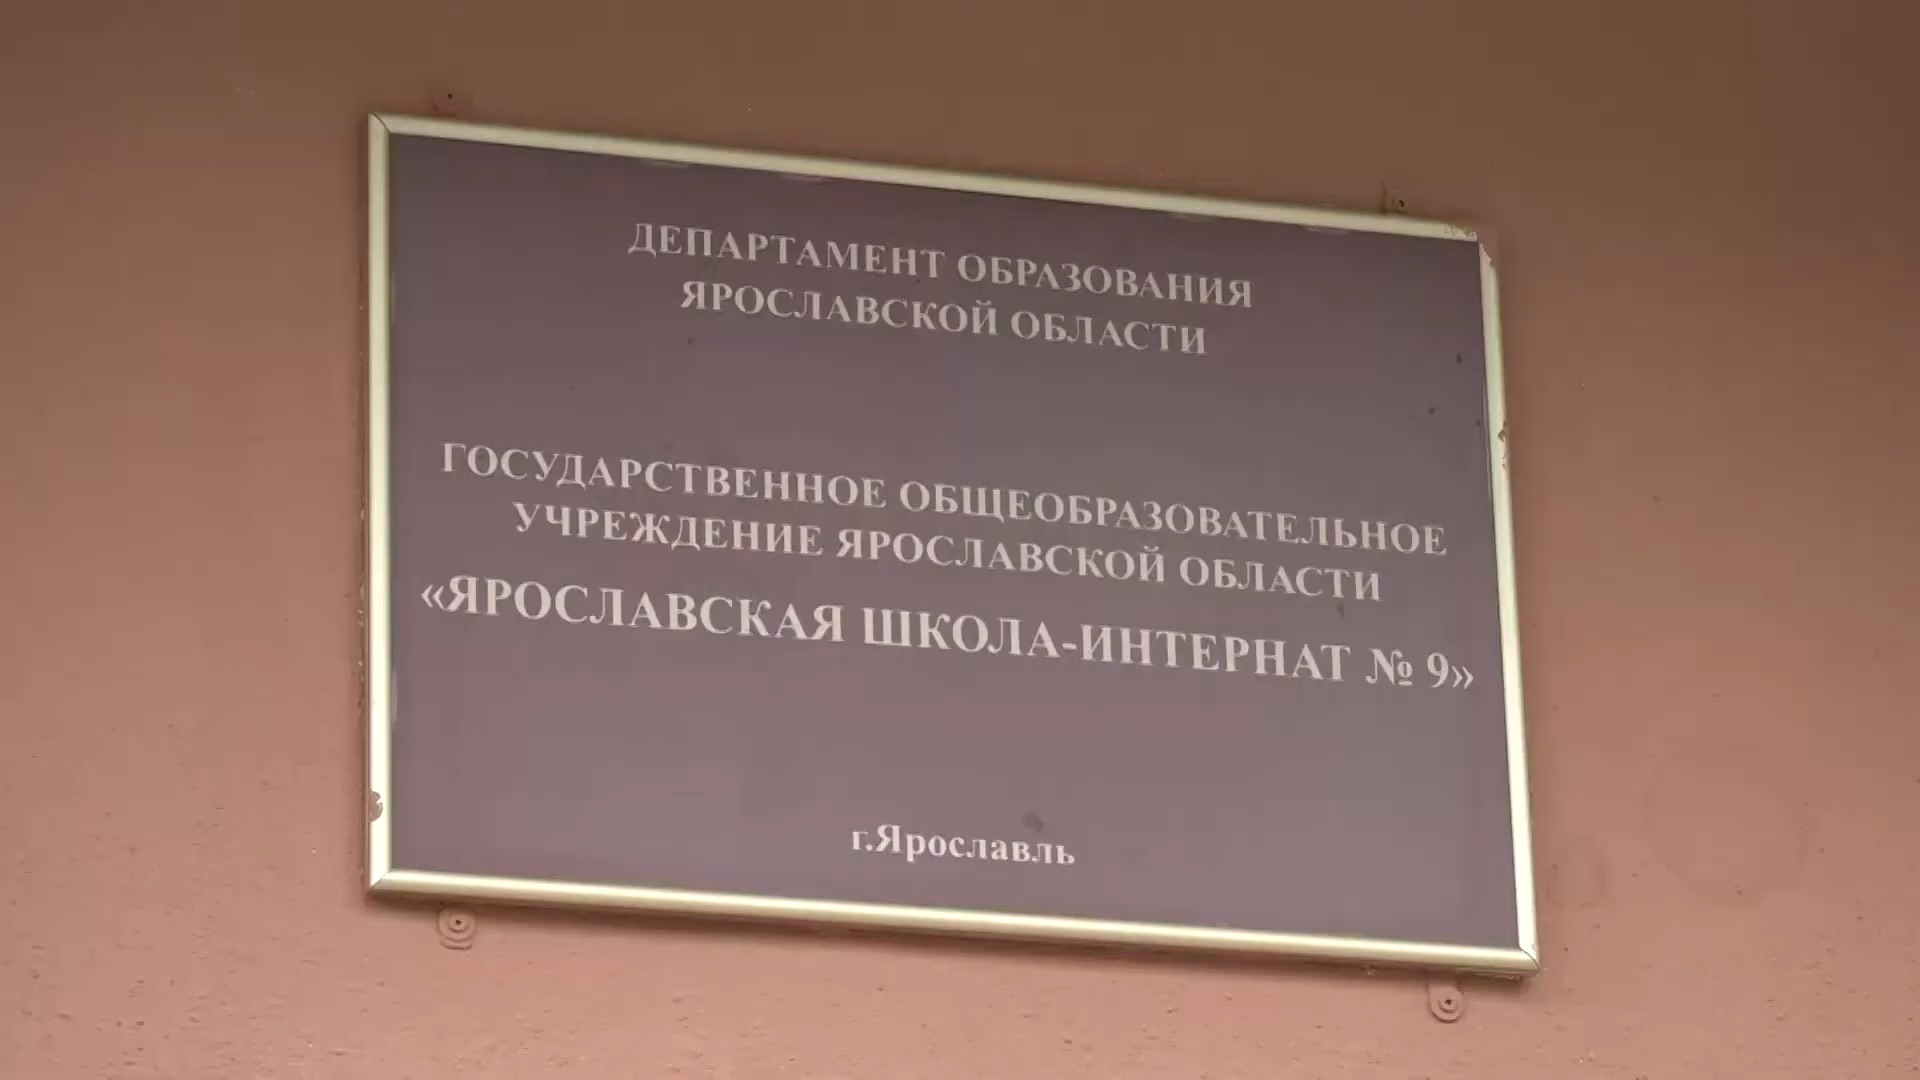 ДЕПАРТАМЕНТ ОБРАЗОВАНИЯ
ЯРОСЛАВСКОЙ ОБЛАСТИ
ГОСУДАРСТВЕННОЕ ОБЩЕОБРАЗОВАТЕЛЬНОЕ
УЧРЕЖДЕНИЕ ЯРОСЛАВСКОЙ ОБЛАСТИ
«ЯРОСЛАВСКАЯ ШКОЛА-ИНТЕРНАТ № 9»
г.Ярославль